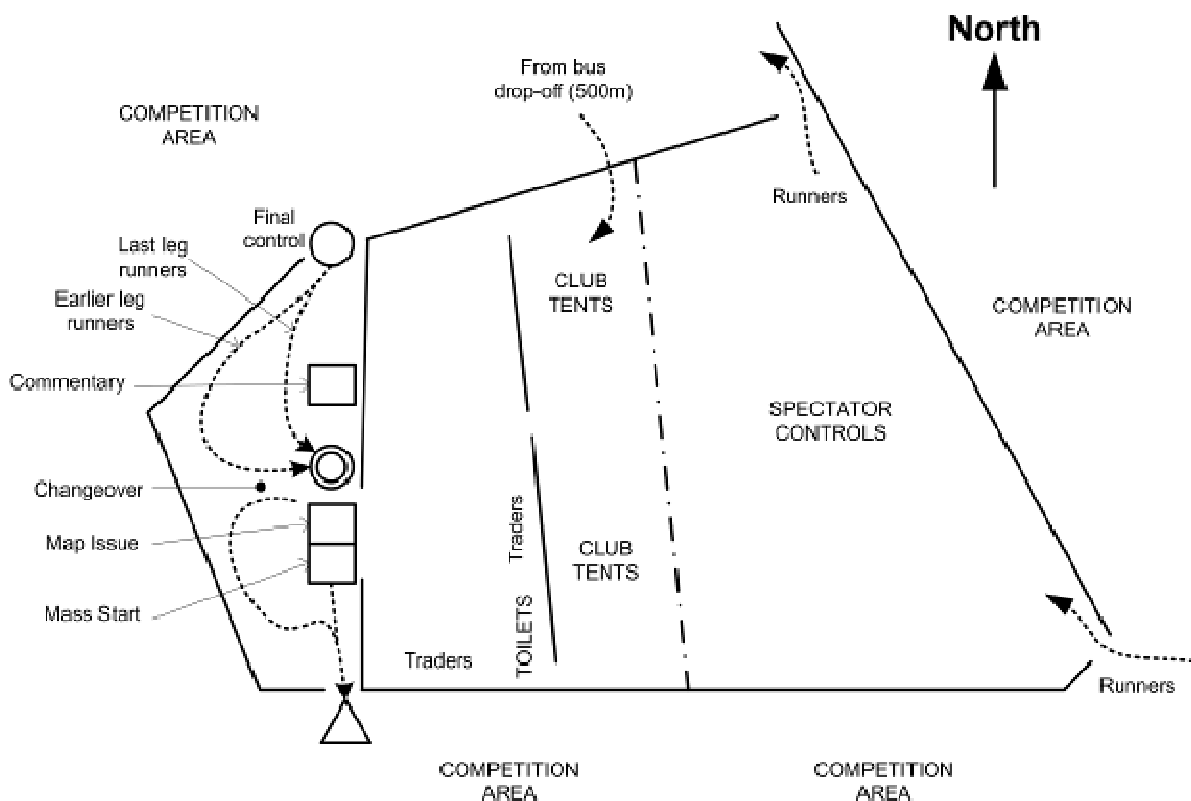 North
From bus
drop-off (500m)
COMPETITION
AREA
Runners
Final
control
Last leg
runners
Earlier leg
runners
CLUB
TENTS
COMPETITION
AREA
Commentary
SPECTATOR
CONTROLS
Changeover
Map Issue
Traders
CLUB
TENTS
Mass Start
TOILETS
Traders
Runners
COMPETITION
AREA
COMPETITION
AREA